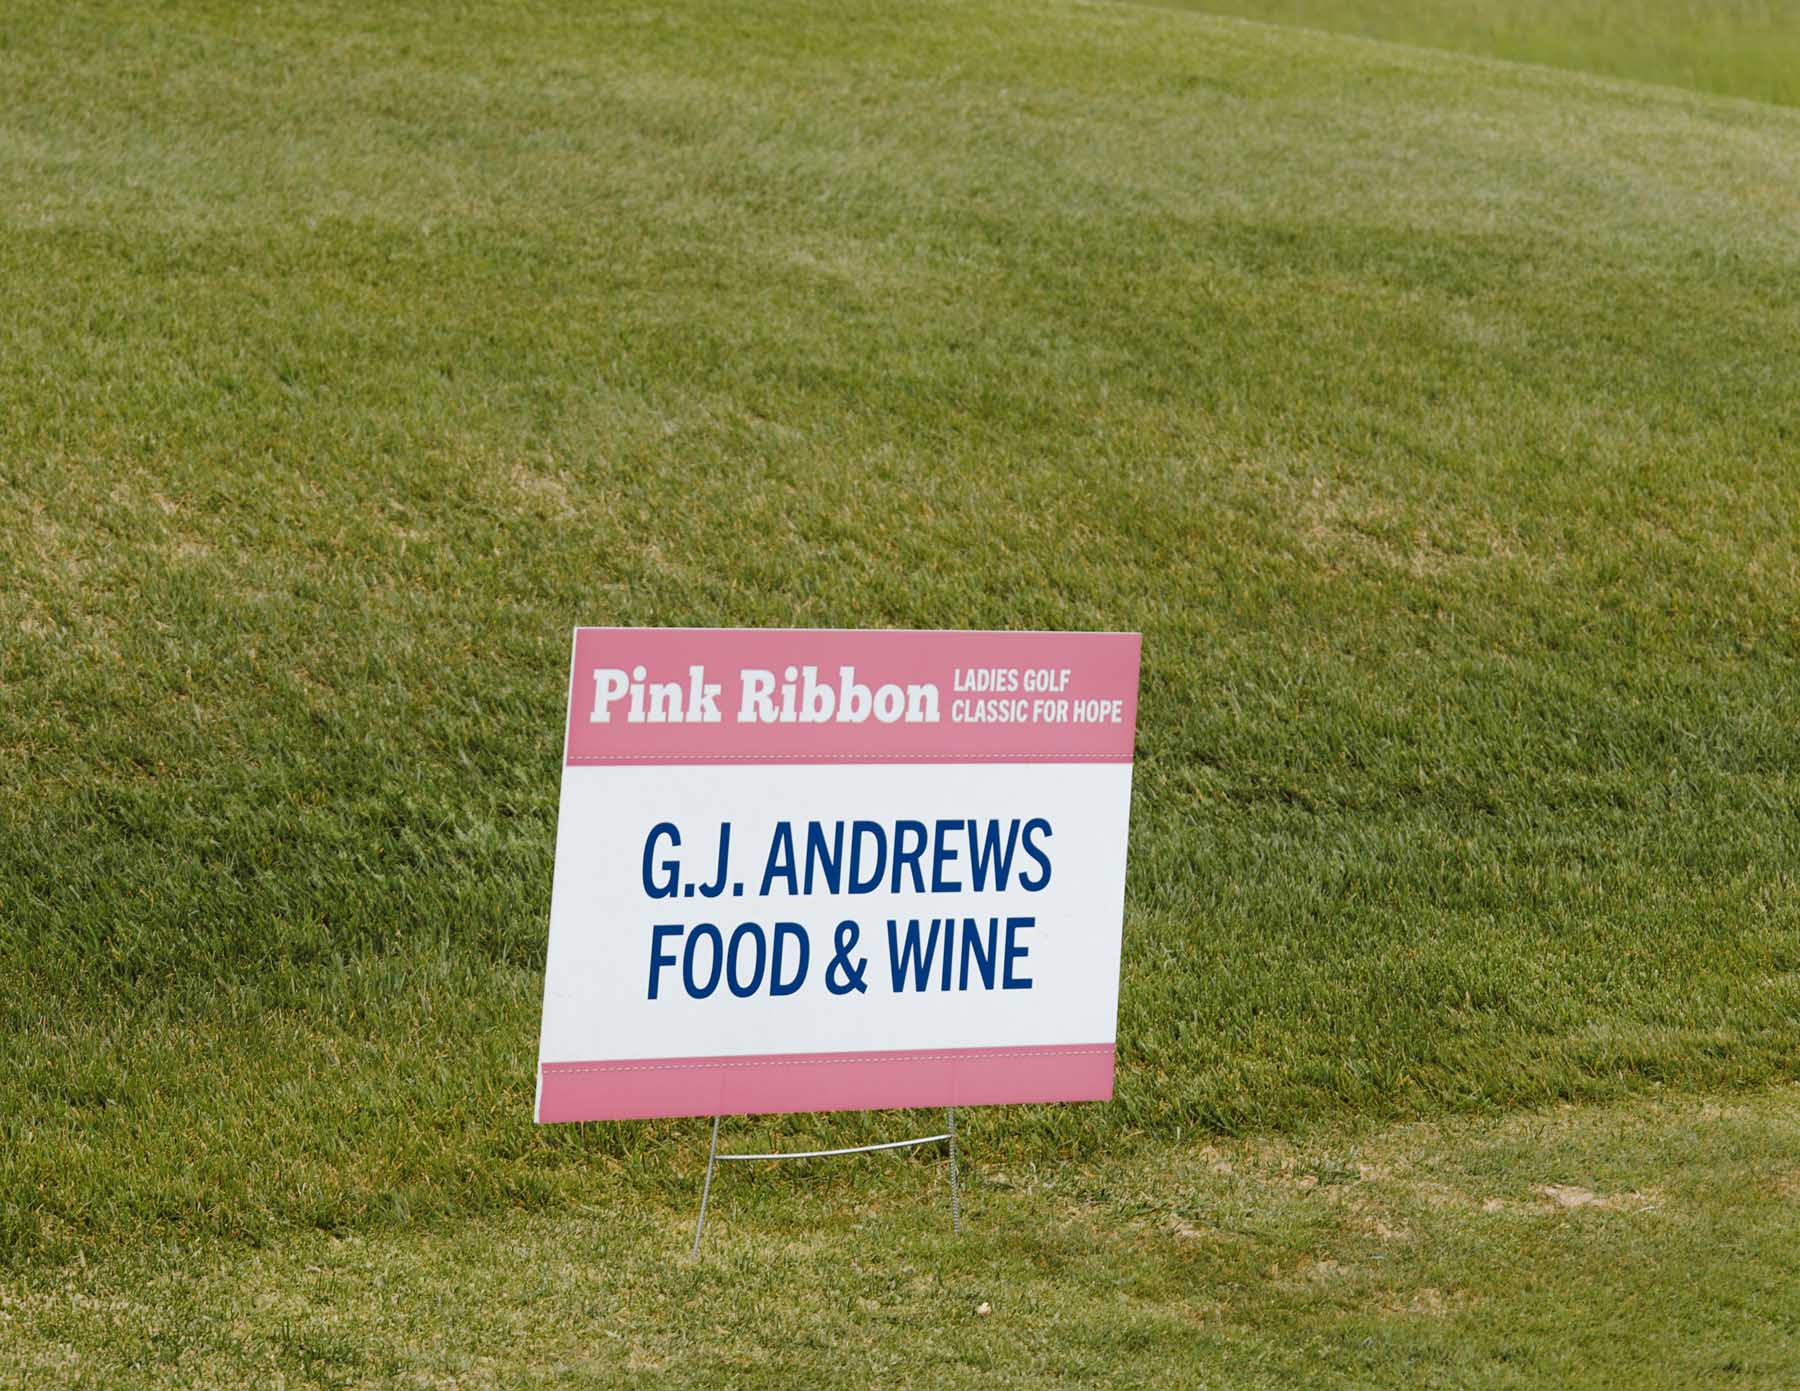 Pink Ribbon
LADIES GOLF
CLASSIC FOR HOPE
G.J. ANDREWS
FOOD & WINE